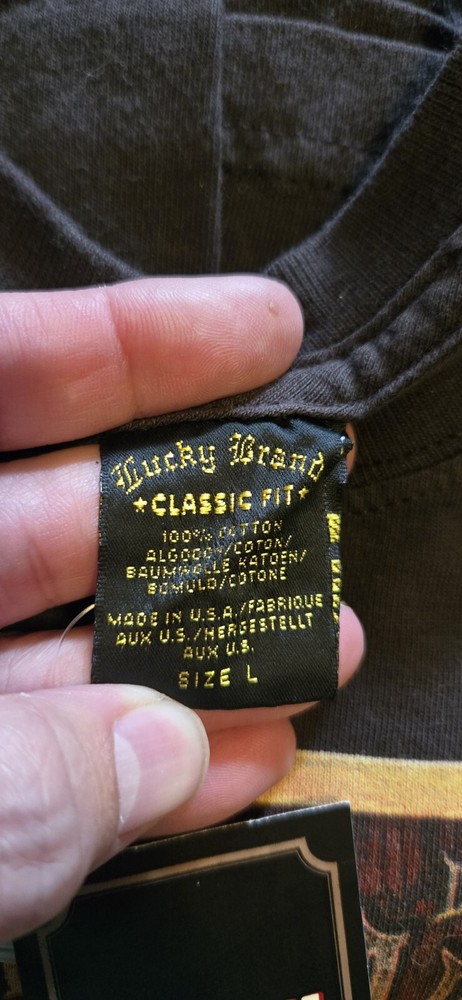 Lucky Brand
★CLASSIC FIT★
100% COTTON
ALGODON/COTON/
BAUMWOLLE KATOEN/
BOMULD/COTONE
MADE IN U.S.A./FABRIQUE
AUX U.S./HERGESTELLT
AUX U.S.
SIZE L